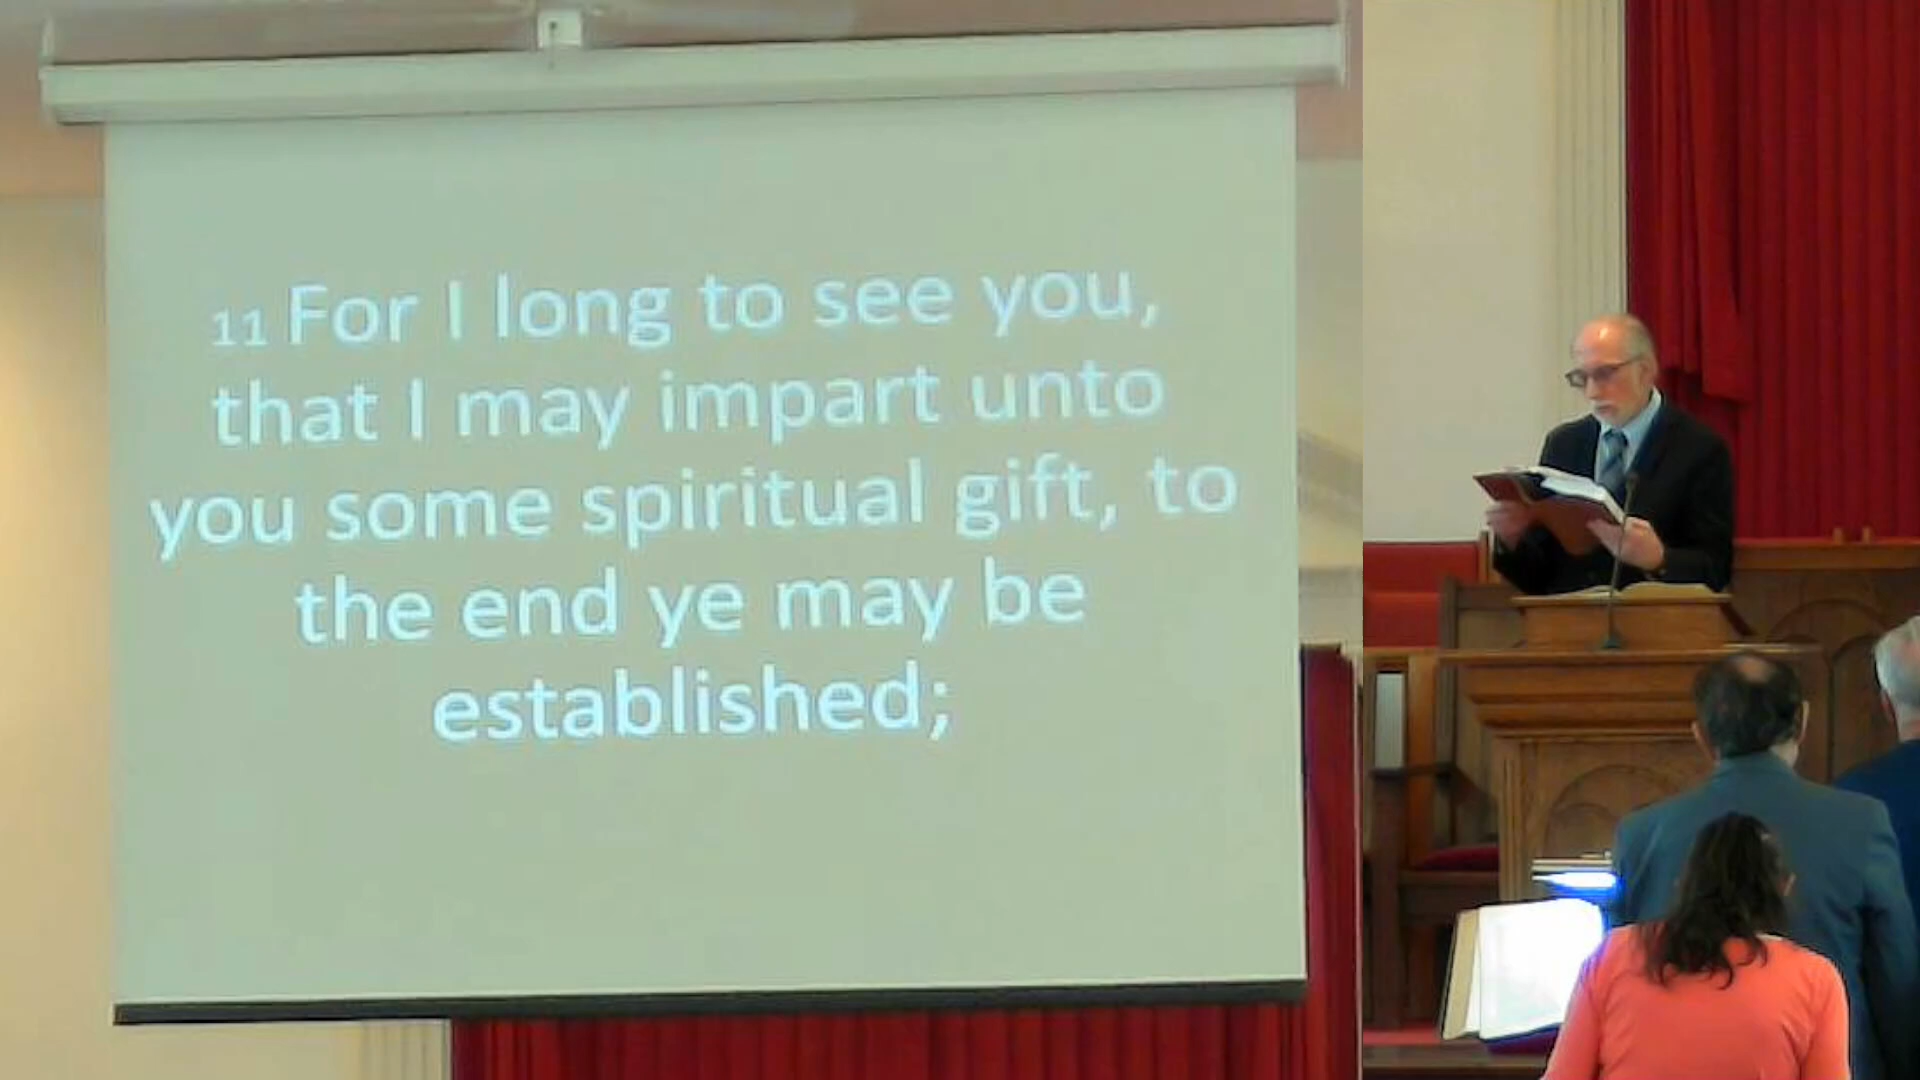 11 For I long to see you,
that I may impart unto
you some spiritual gift, to
the end ye may be
established;